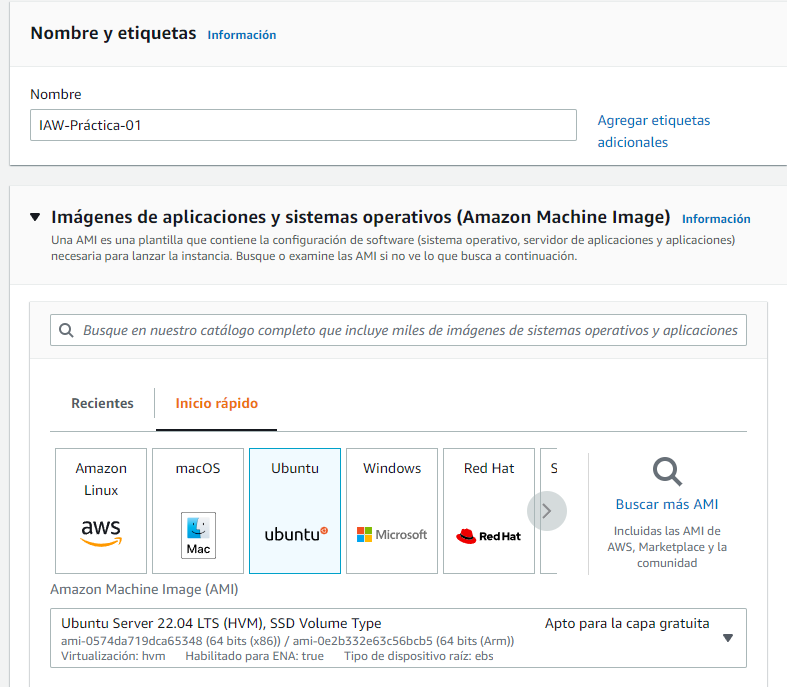 Nombre y etiquetas Información
Nombre
IAW-Práctica-01
Agregar etiquetas
adicionales
Imágenes de aplicaciones y sistemas operativos (Amazon Machine Image) Información
Una AMI es una plantilla que contiene la configuración de software (sistema operativo, servidor de aplicaciones y aplicaciones)
necesaria para lanzar la instancia. Busque o examine las AMI si no ve lo que busca a continuación.
Busque en nuestro catálogo completo que incluye miles de imágenes de sistemas operativos y aplicaciones
Recientes
Inicio rápido
Amazon
Linux
aws
macOS
Mac
Ubuntu
ubuntu
Windows
Microsoft
Red Hat
Red Hat
S
Buscar más AMI
Incluidas las AMI de
AWS, Marketplace y la
comunidad
Amazon Machine Image (AMI)
Ubuntu Server 22.04 LTS (HVM), SSD Volume Type
Apto para la capa gratuita
ami-0574da719dca65348 (64 bits (x86)) / ami-0e2b332e63c56bcb5 (64 bits (Arm))
Virtualización: hvm Habilitado para ENA: true Tipo de dispositivo raíz: ebs